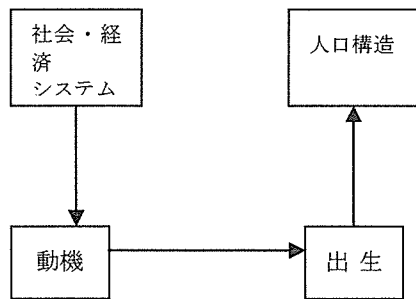 社会・経
済
システム
人口構造
動機
出 生